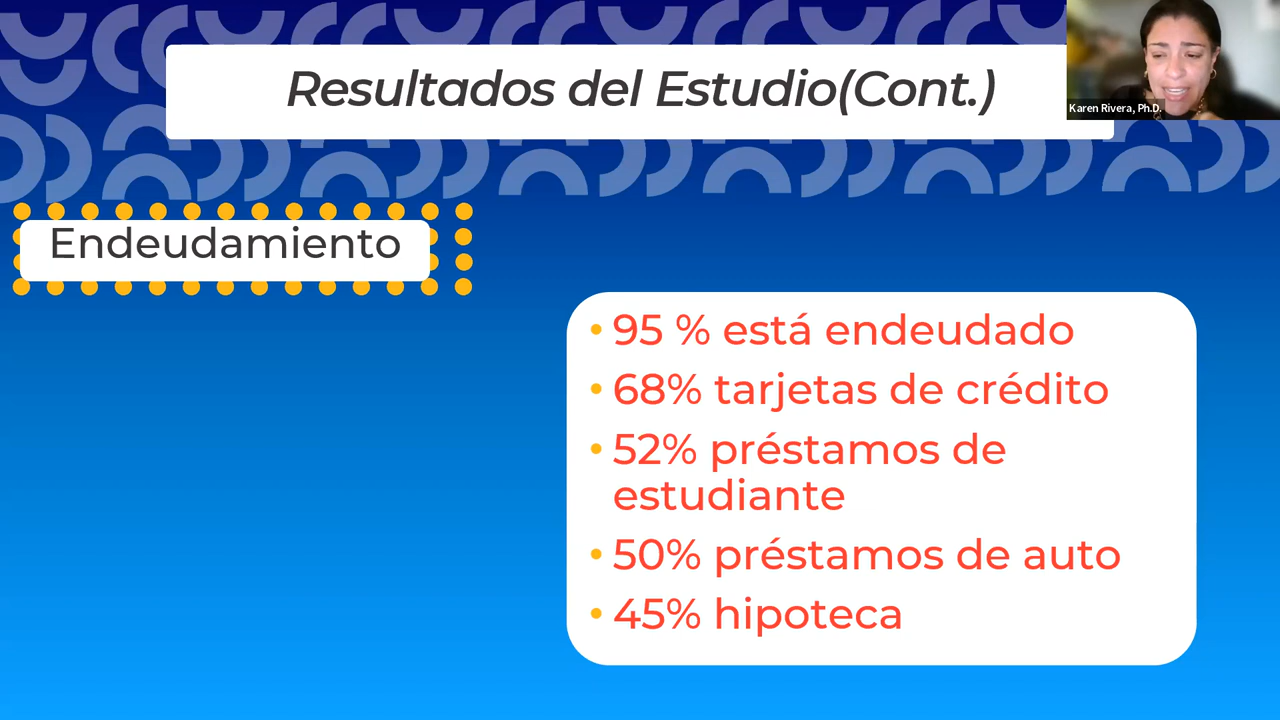 Resultados del Estudio(Cont.)
Karen Rivera, Ph.D.
Endeudamiento
• 95 % está endeudado
• 68% tarjetas de crédito
• 52% préstamos de
estudiante
• 50% préstamos de auto
• 45% hipoteca